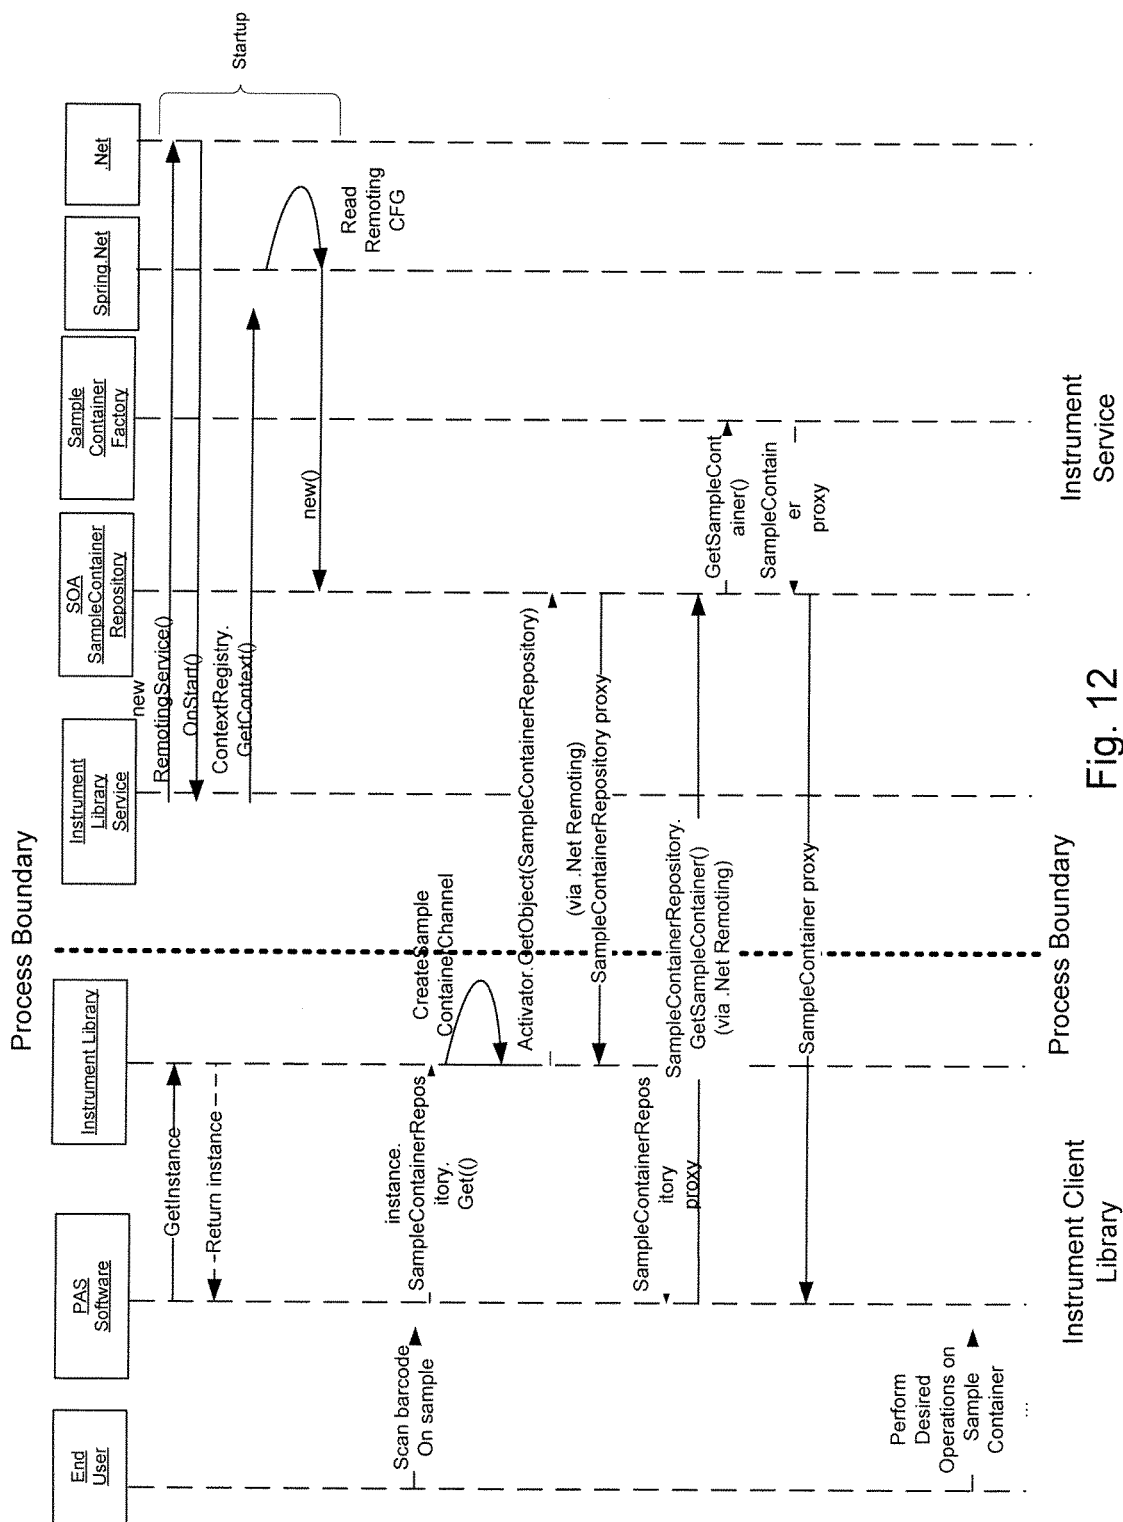 Process Boundary
End
User
PAS
Software
Instrument Library
Instrument
Library
Service
SOA
SampleContainer
Repository
Sample
Container
Factory
Spring.Net
.Net
Startup
GetInstance
Return instance
new
RemotingService()
OnStart()
ContextRegistry.
GetContext()
Read
Remoting
CFG
new()
Scan barcode
On sample
instance.
SampleContainerRepos
itory.
Get(()
CreateSample
ContainerChannel
Activator.GetObject(SampleContainerRepository)
(via .Net Remoting)
SampleContainerRepository proxy
SampleContainerRepos
itory
proxy
SampleContainerRepository.
GetSampleContainer()
(via .Net Remoting)
GetSampleCont
ainer()
SampleContain
er
proxy
SampleContainer proxy
Perform
Desired
Operations on
Sample
Container
...
Instrument Client
Library
Process Boundary
Instrument
Service
Fig. 12